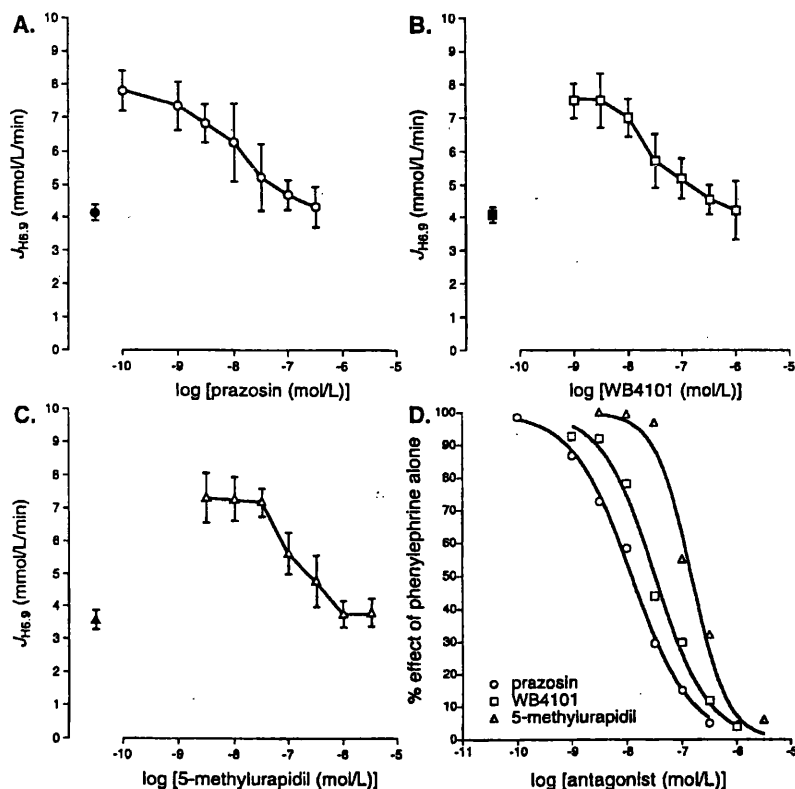 A.
J_H6.9 (mmol/L/min)
10
9
8
7
6
5
4
3
2
1
0
-10 -9 -8 -7 -6 -5
log [prazosin (mol/L)]
B.
J_H6.9 (mmol/L/min)
10
9
8
7
6
5
4
3
2
1
0
-10 -9 -8 -7 -6 -5
log [WB4101 (mol/L)]
C.
J_H6.9 (mmol/L/min)
10
9
8
7
6
5
4
3
2
1
0
-10 -9 -8 -7 -6 -5
log [5-methylurapidil (mol/L)]
D.
% effect of phenylephrine alone
100
90
80
70
60
50
40
30
20
10
0
prazosin
WB4101
5-methylurapidil
-11 -10 -9 -8 -7 -6 -5
log [antagonist (mol/L)]